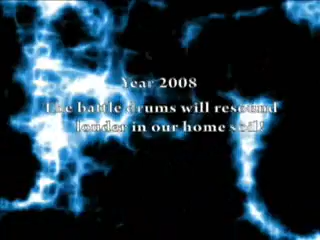 Year 2008
The battle drums will resound
louder in our home soil!